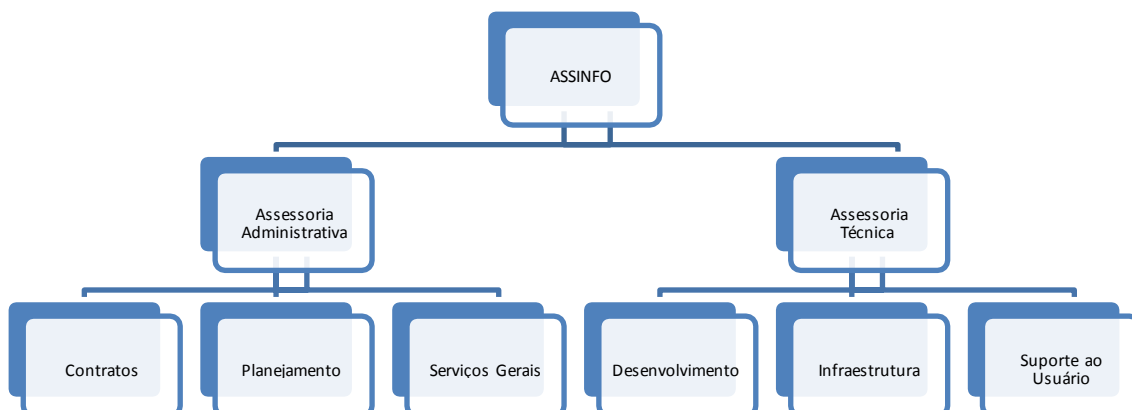 ASSINFO
Assessoria
Administrativa
Assessoria
Técnica
Contratos
Planejamento
Serviços Gerais
Desenvolvimento
Infraestrutura
Suporte ao
Usuário